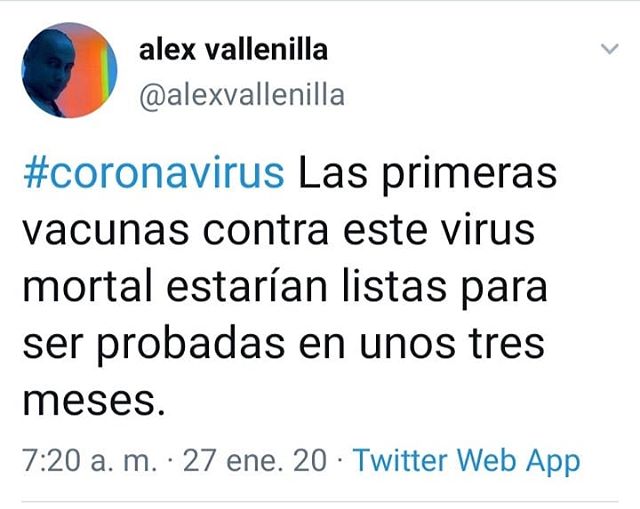 alex vallenilla
@alexvallenilla
#coronavirus Las primeras
vacunas contra este virus
mortal estarían listas para
ser probadas en unos tres
meses.
7:20 a. m. · 27 ene. 20 · Twitter Web App